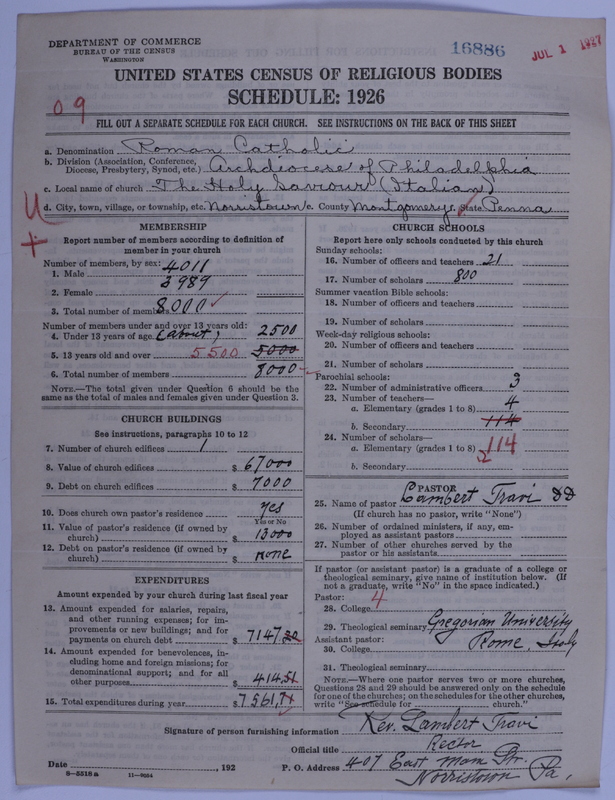 DEPARTMENT OF COMMERCE
BUREAU OF THE CENSUS
WASHINGTON
16886
JUL 1 1927
UNITED STATES CENSUS OF RELIGIOUS BODIES
SCHEDULE: 1926
09
FILL OUT A SEPARATE SCHEDULE FOR EACH CHURCH. SEE INSTRUCTIONS ON THE BACK OF THIS SHEET
a. Denomination Roman Catholic
b. Division (Association, Conference, Diocese, Presbytery, Synod, etc.) Archdiocese of Philadelphia
c. Local name of church The Holy Saviour (Italian)
U
d. City, town, village, or township, etc. Norristown e. County Montgomery f. State Penna
+
MEMBERSHIP
Report number of members according to definition of
member in your church
Number of members, by sex:
1. Male 4011
2. Female 3989
3. Total number of members 8000
Number of members under and over 13 years old:
4. Under 13 years of age (about) 2500
5. 13 years old and over 5500 5000
6. Total number of members 8000
NOTE.—The total given under Question 6 should be
same as the total of males and females given under Question 3.
CHURCH BUILDINGS
See instructions, paragraphs 10 to 12
7. Number of church edifices 1
8. Value of church edifices $ 67000
9. Debt on church edifices $ 7000
10. Does church own pastor's residence yes
Yes or No
11. Value of pastor's residence (if owned by
church) $ 13000
12. Debt on pastor's residence (if owned by
church) $ none
EXPENDITURES
Amount expended by your church during last fiscal year
13. Amount expended for salaries, repairs,
and other running expenses; for im-
provements or new buildings; and for
payments on church debt $ 7147.20
14. Amount expended for benevolences, in-
cluding home and foreign missions; for
denominational support; and for all
other purposes $ 414.51
15. Total expenditures during year $ 7561.71
CHURCH SCHOOLS
Report here only schools conducted by this church
Sunday schools:
16. Number of officers and teachers 21
17. Number of scholars 800
Summer vacation Bible schools:
18. Number of officers and teachers
19. Number of scholars
Week-day religious schools:
20. Number of officers and teachers
21. Number of scholars
Parochial schools:
22. Number of administrative officers 3
23. Number of teachers—
a. Elementary (grades 1 to 8) 4
b. Secondary 114
24. Number of scholars—
a. Elementary (grades 1 to 8) 114
b. Secondary
PASTOR
25. Name of pastor Lambert Travi DD
(If church has no pastor, write "None")
26. Number of ordained ministers, if any, em-
ployed as assistant pastors
27. Number of other churches served by the
pastor or his assistants
If pastor (or assistant pastor) is a graduate of a college or
theological seminary, give name of institution below. (If
not a graduate, write "No" in the space indicated.)
Pastor: 4
28. College
29. Theological seminary Gregorian University
Assistant pastor: Rome, Italy
30. College
31. Theological seminary
NOTE.—Where one pastor serves two or more churches,
Questions 28 and 29 should be answered only on the schedule
for one of the churches; on the schedules for the other churches,
write "See schedule for church."
Signature of person furnishing information Rev. Lambert Travi
Official title Rector
Date , 192 P. O. Address 407 East Main Str.
8-5518a 11-9054 Norristown Pa,